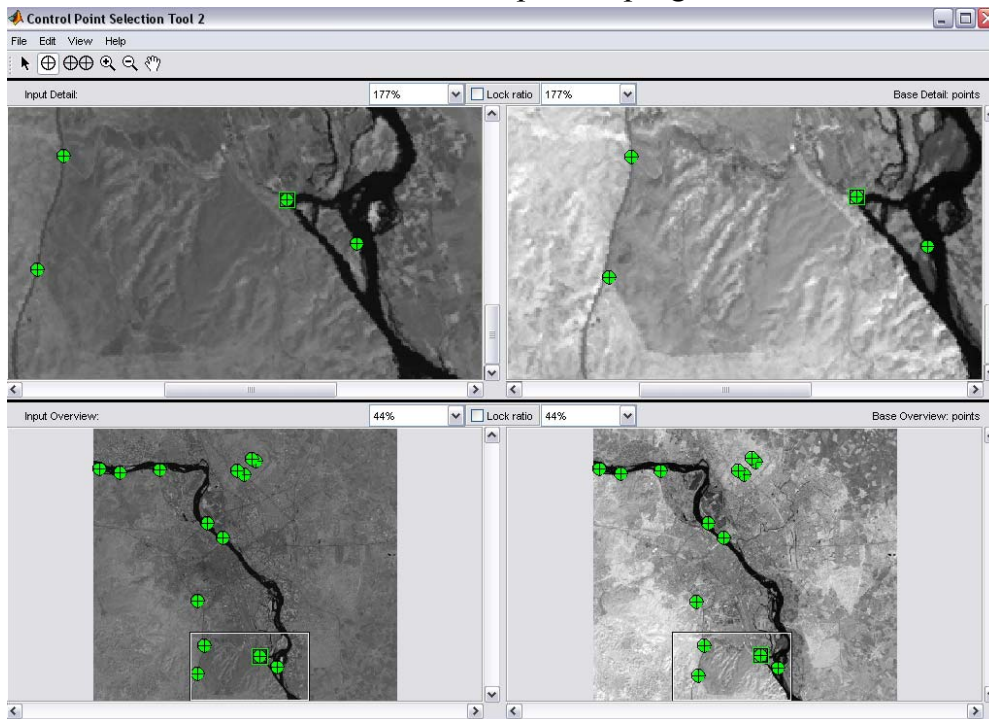 Control Point Selection Tool 2
File Edit View Help
Input Detail: 177% Lock ratio 177% Base Detail: points
Input Overview: 44% Lock ratio 44% Base Overview: points